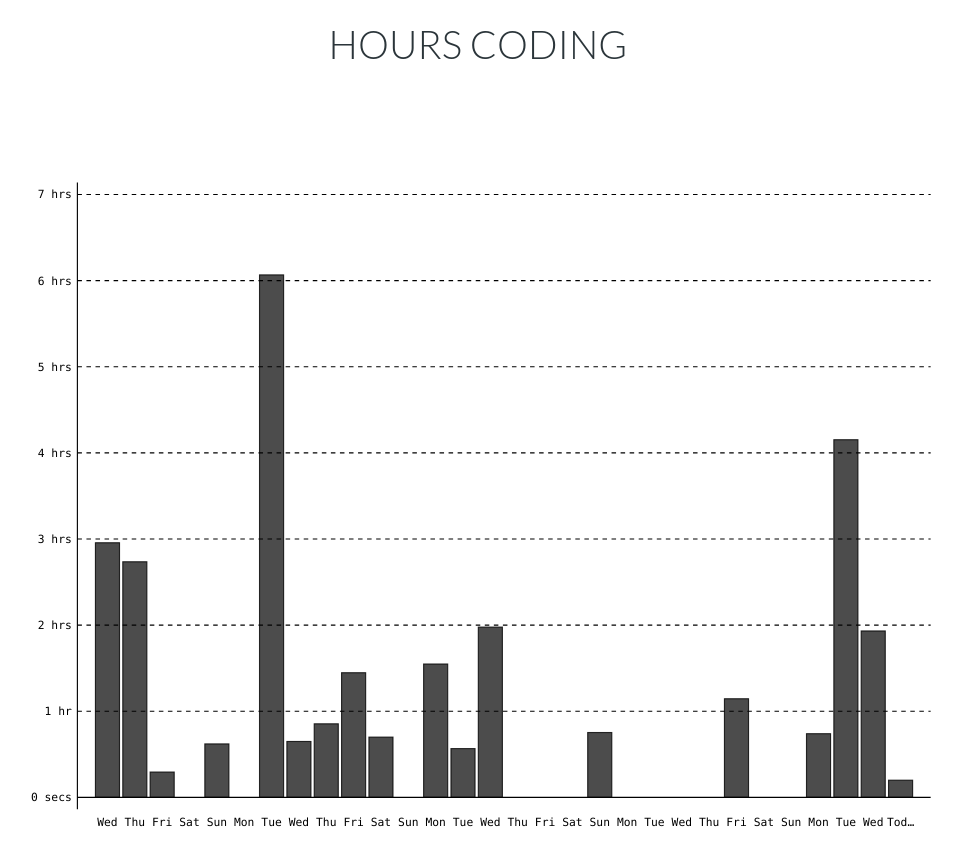 HOURS CODING
7 hrs
6 hrs
5 hrs
4 hrs
3 hrs
2 hrs
1 hr
0 secs
Wed Thu Fri Sat Sun Mon Tue Wed Thu Fri Sat Sun Mon Tue Wed Thu Fri Sat Sun Mon Tue Wed Thu Fri Sat Sun Mon Tue Wed Tod…